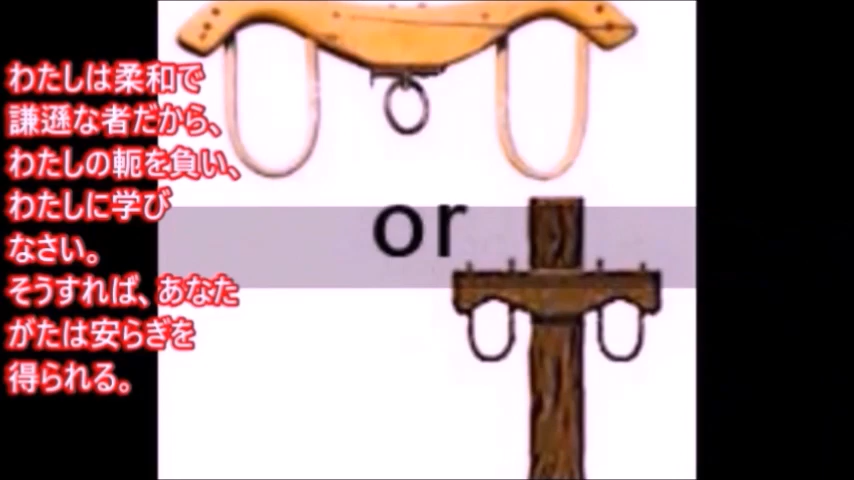 わたしは柔和で
謙遜な者だから、
わたしの軛を負い、
わたしに学び
なさい。
そうすれば、あなた
がたは安らぎを
得られる。
or